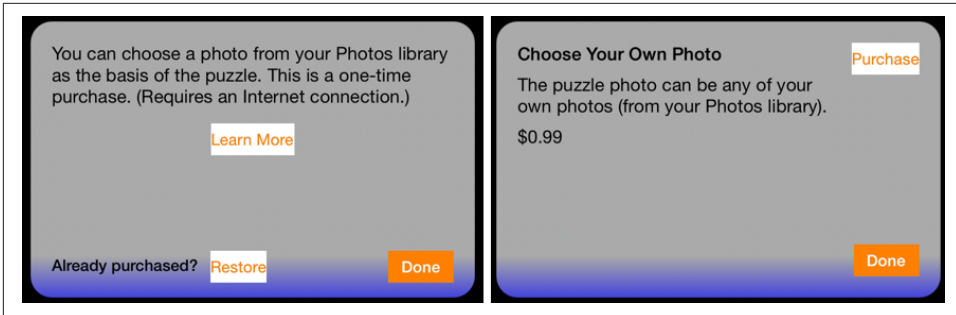 You can choose a photo from your Photos library
as the basis of the puzzle. This is a one-time
purchase. (Requires an Internet connection.)
Learn More
Already purchased? Restore
Done
Choose Your Own Photo
Purchase
The puzzle photo can be any of your
own photos (from your Photos library).
$0.99
Done